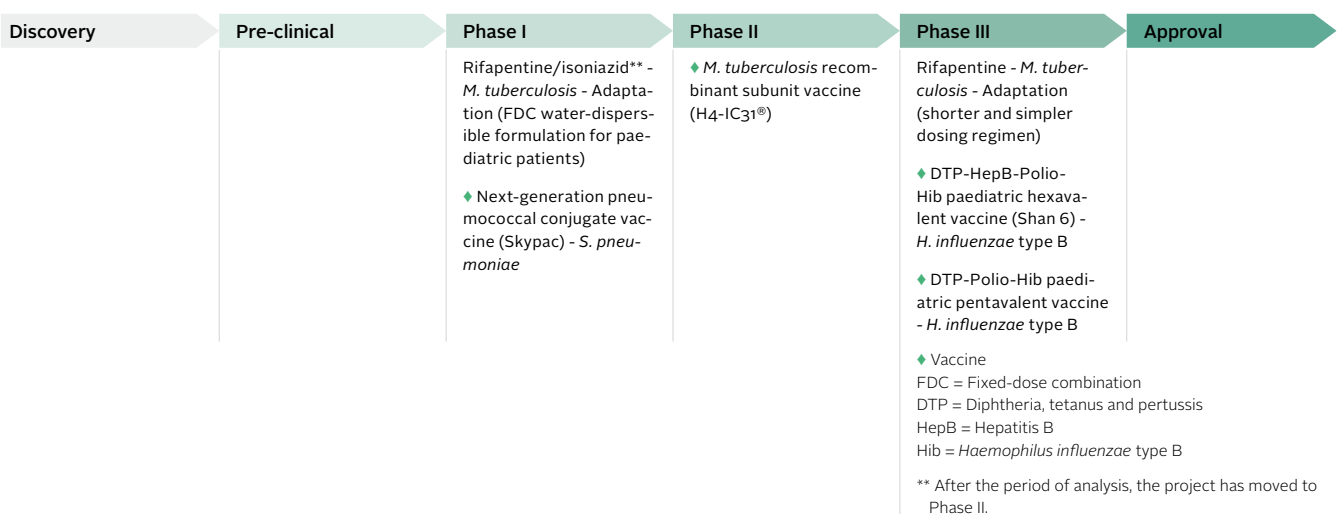 Discovery
Pre-clinical
Phase I
Phase II
Phase III
Approval
Rifapentine/isoniazid** -
M. tuberculosis - Adapta-
tion (FDC water-dispers-
ible formulation for pae-
diatric patients)
♦ Next-generation pneu-
mococcal conjugate vac-
cine (Skypac) - S. pneu-
moniae
♦ M. tuberculosis recom-
binant subunit vaccine
(H4-IC31®)
Rifapentine - M. tuber-
culosis - Adaptation
(shorter and simpler
dosing regimen)
♦ DTP-HepB-Polio-
Hib paediatric hexava-
lent vaccine (Shan 6) -
H. influenzae type B
♦ DTP-Polio-Hib paedi-
atric pentavalent vaccine
- H. influenzae type B
♦ Vaccine
FDC = Fixed-dose combination
DTP = Diphtheria, tetanus and pertussis
HepB = Hepatitis B
Hib = Haemophilus influenzae type B
** After the period of analysis, the project has moved to
Phase II.